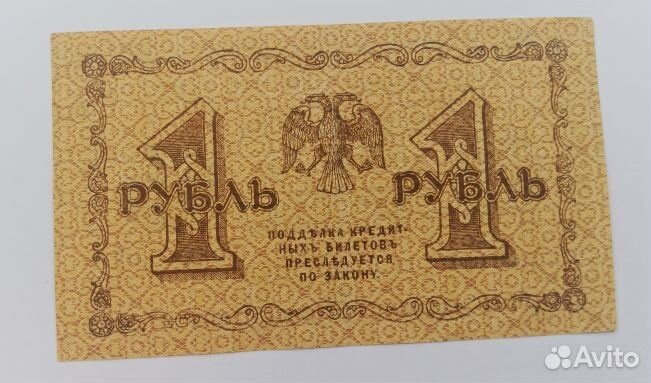 1 РУБЛЬ
1 РУБЛЬ
ПОДДѢЛКА КРЕДИТ-
НЫХЪ БИЛЕТОВЪ
ПРЕСЛѢДУЕТСЯ
ПО ЗАКОНУ.
Avito